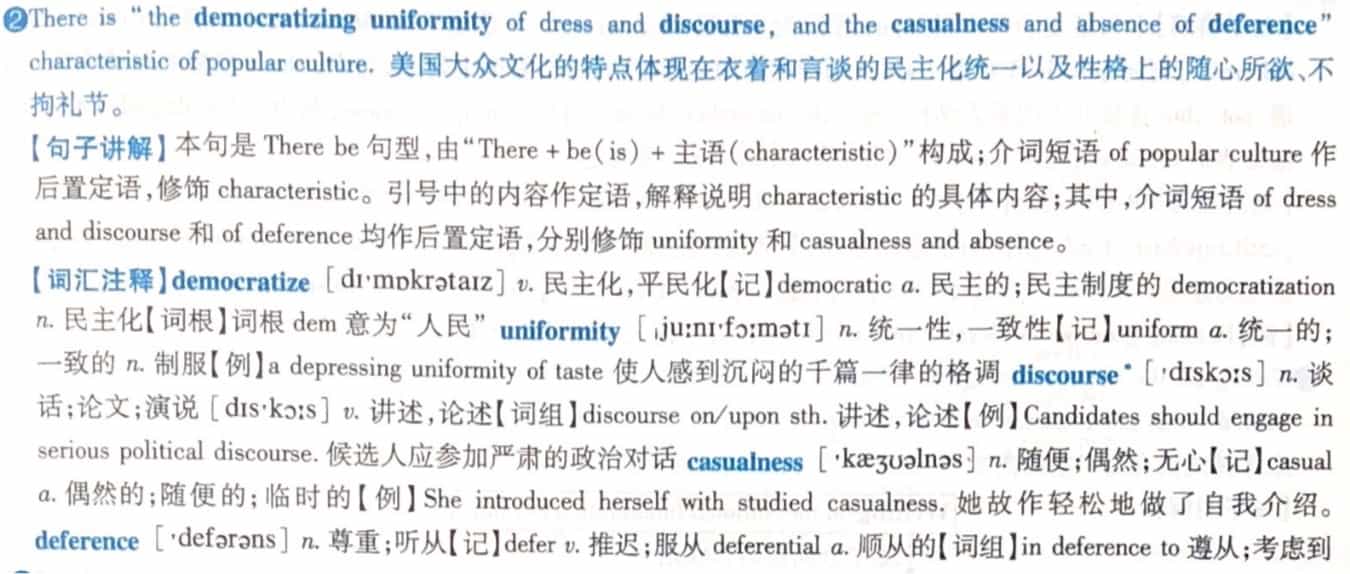 ❷There is “the democratizing uniformity of dress and discourse, and the casualness and absence of deference”
characteristic of popular culture. 美国大众文化的特点体现在衣着和言谈的民主化统一以及性格上的随心所欲、不
拘礼节。
【句子讲解】本句是 There be 句型,由“There + be(is) + 主语(characteristic)”构成;介词短语 of popular culture 作
后置定语,修饰 characteristic。引号中的内容作定语,解释说明 characteristic 的具体内容;其中,介词短语 of dress
and discourse 和 of deference 均作后置定语,分别修饰 uniformity 和 casualness and absence。
【词汇注释】democratize [dɪˈmɒkrətaɪz] v. 民主化,平民化【记】democratic a. 民主的;民主制度的 democratization
n. 民主化【词根】词根 dem 意为“人民” uniformity [ˌjuːnɪˈfɔːmətɪ] n. 统一性,一致性【记】uniform a. 统一的;
一致的 n. 制服【例】a depressing uniformity of taste 使人感到沉闷的千篇一律的格调 discourse* [ˈdɪskɔːs] n. 谈
话;论文;演说 [dɪsˈkɔːs] v. 讲述,论述【词组】discourse on/upon sth. 讲述,论述【例】Candidates should engage in
serious political discourse. 候选人应参加严肃的政治对话 casualness [ˈkæʒʊəlnəs] n. 随便;偶然;无心【记】casual
a. 偶然的;随便的;临时的【例】She introduced herself with studied casualness. 她故作轻松地做了自我介绍。
deference [ˈdefərəns] n. 尊重;听从【记】defer v. 推迟;服从 deferential a. 顺从的【词组】in deference to 遵从;考虑到